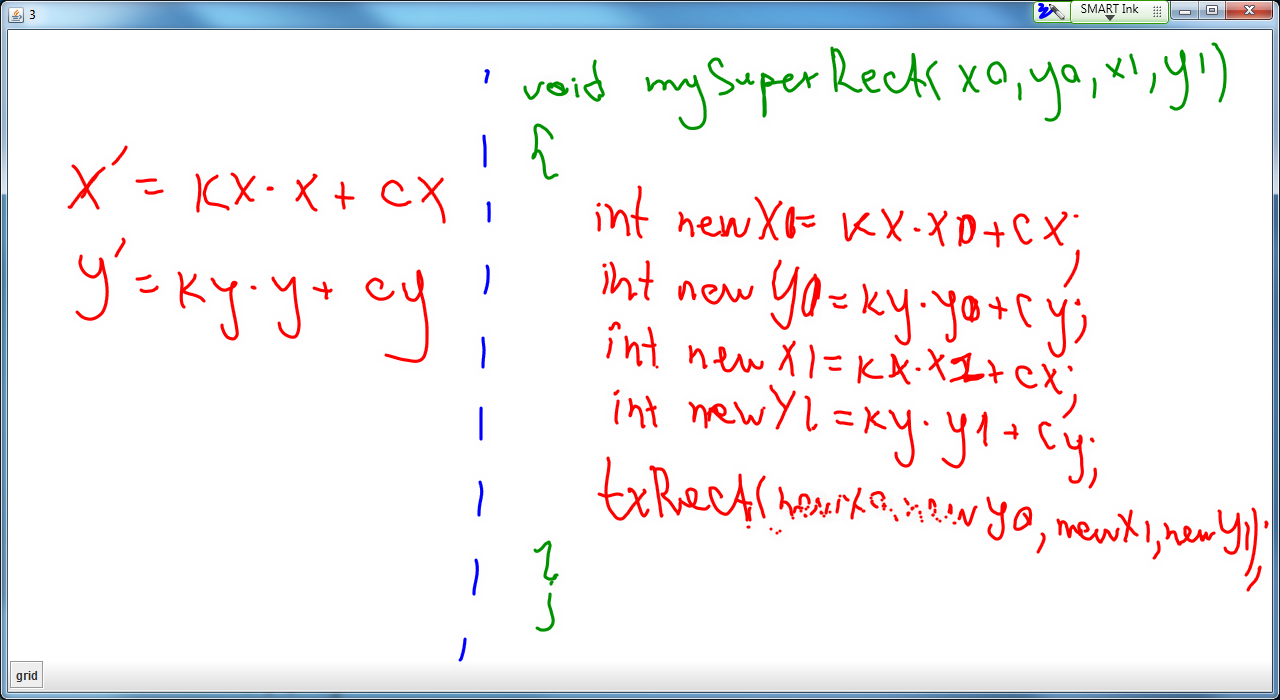 3
SMART Ink
x' = kx · x + cx
y' = ky · y + cy
void mySuperRect(x0, y0, x1, y1)
{
int newX0 = kx · x0 + cx;
int newY0 = ky · y0 + cy;
int newX1 = kx · x1 + cx;
int newY1 = ky · y1 + cy;
txRect(newX0, newY0, newX1, newY1);
}
grid